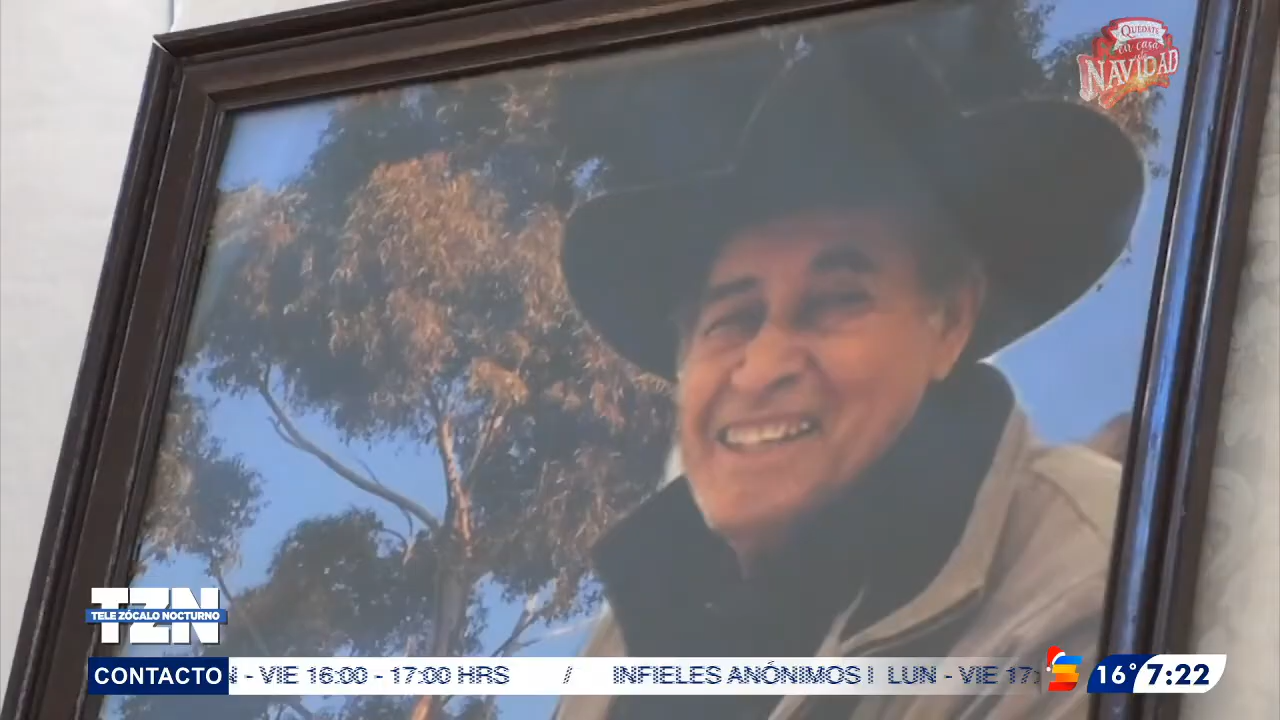 QUÉDATE
en casa
NAVIDAD
TZN
TELE ZÓCALO NOCTURNO
CONTACTO
- VIE 16:00 - 17:00 HRS / INFIELES ANÓNIMOS | LUN - VIE 17:
16° 7:22